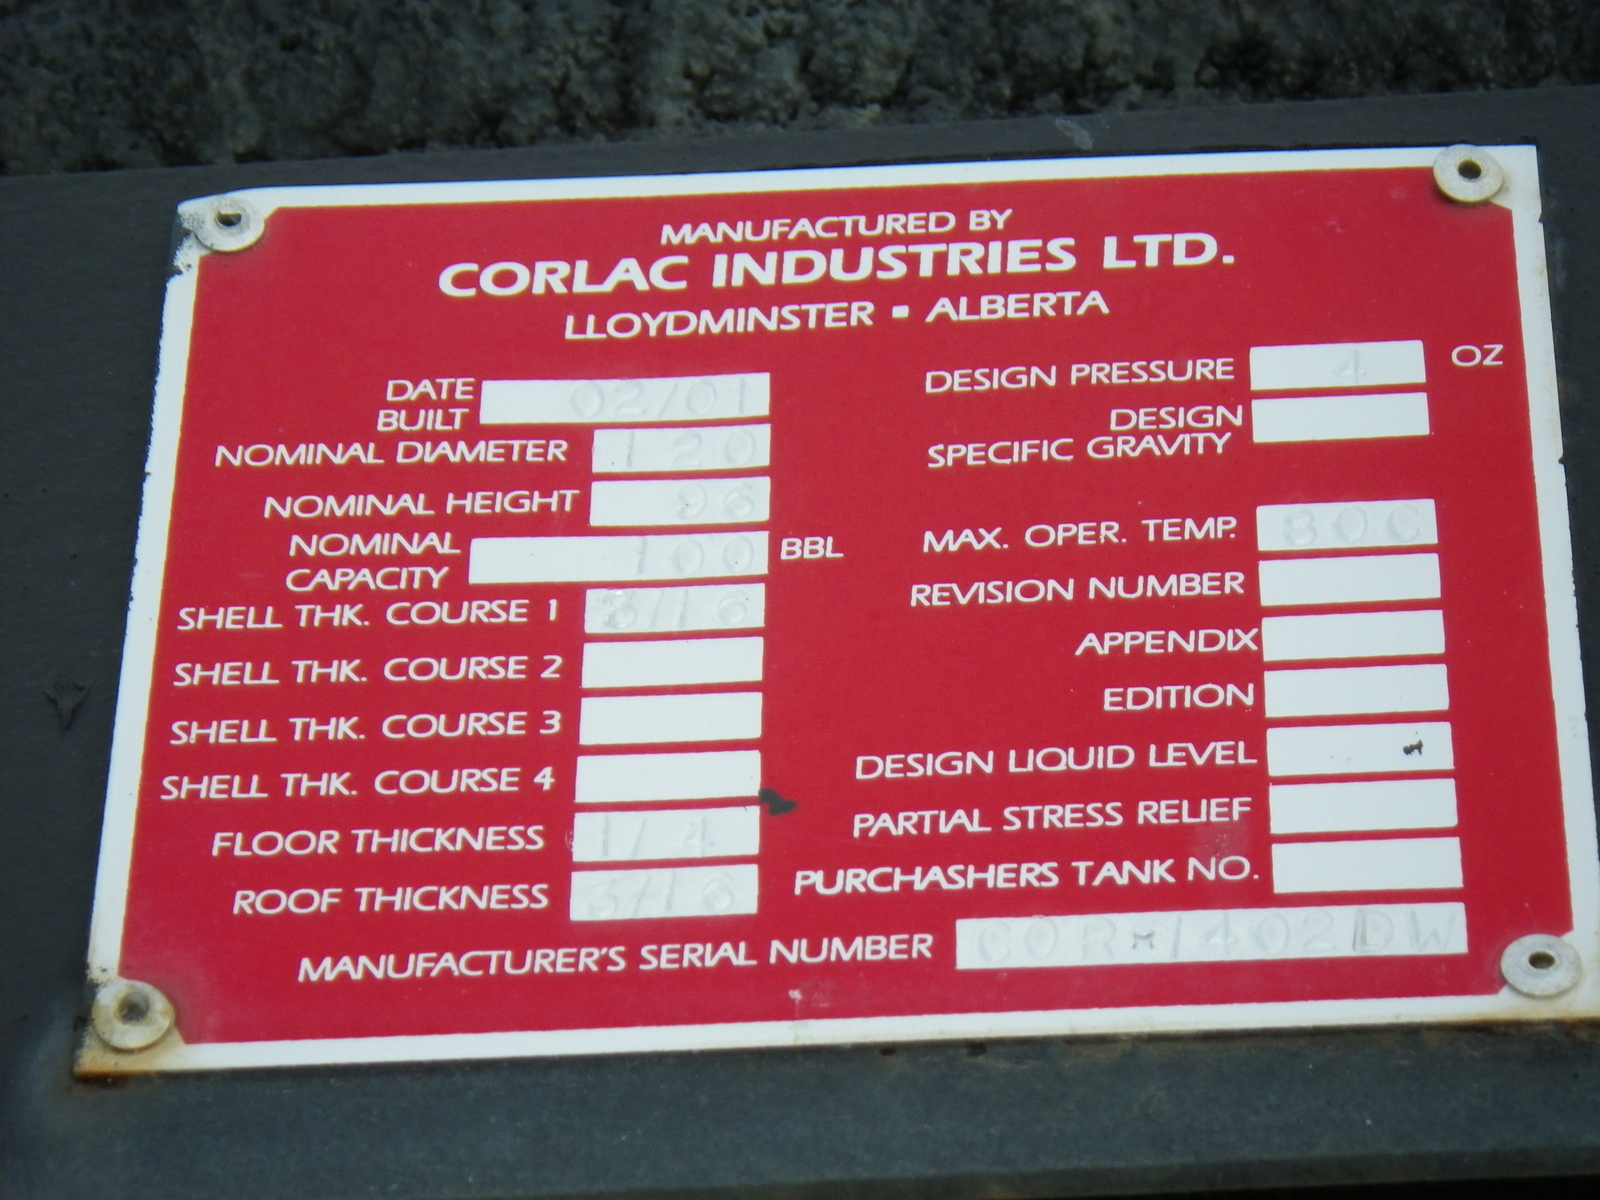 MANUFACTURED BY
CORLAC INDUSTRIES LTD.
LLOYDMINSTER ▪ ALBERTA
DATE BUILT 02/01
NOMINAL DIAMETER 120
NOMINAL HEIGHT 96
NOMINAL CAPACITY 100 BBL
SHELL THK. COURSE 1 3/16
SHELL THK. COURSE 2
SHELL THK. COURSE 3
SHELL THK. COURSE 4
FLOOR THICKNESS 1/4
ROOF THICKNESS 3/16
DESIGN PRESSURE 4 OZ
DESIGN SPECIFIC GRAVITY
MAX. OPER. TEMP. 80C
REVISION NUMBER
APPENDIX
EDITION
DESIGN LIQUID LEVEL
PARTIAL STRESS RELIEF
PURCHASHERS TANK NO.
MANUFACTURER'S SERIAL NUMBER COR-1402DW